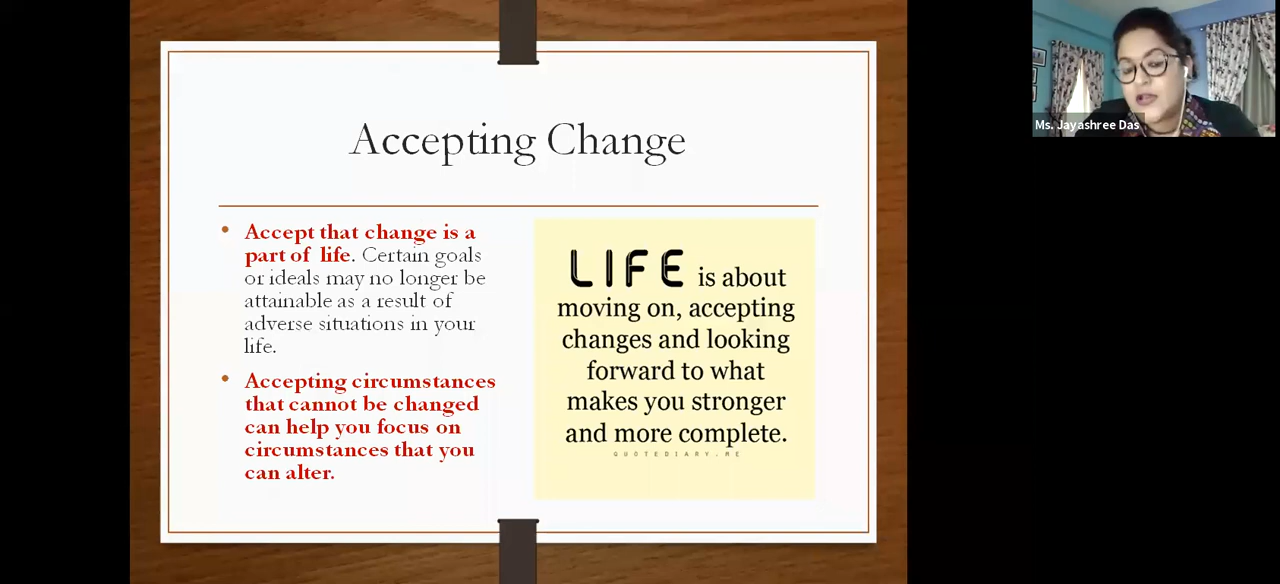 Accepting Change
Accept that change is a
part of life. Certain goals
or ideals may no longer be
attainable as a result of
adverse situations in your
life.
Accepting circumstances
that cannot be changed
can help you focus on
circumstances that you
can alter.
LIFE is about
moving on, accepting
changes and looking
forward to what
makes you stronger
and more complete.
QUOTEDIARY.ME
Ms. Jayashree Das